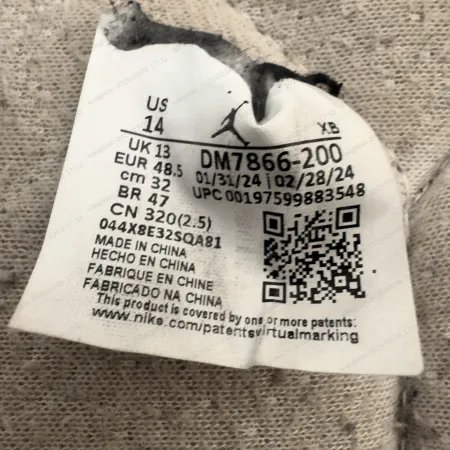 US
14
XB
UK 13
EUR 48.5
cm 32
BR 47
CN 320(2.5)
DM7866-200
01/31/24 | 02/28/24
UPC 00197599883548
044X8E32SQA81
MADE IN CHINA
HECHO EN CHINA
FABRIQUE EN CHINE
FABRICADO NA CHINA
This product is covered by one or more patents:
www.nike.com/patentsvirtualmarking